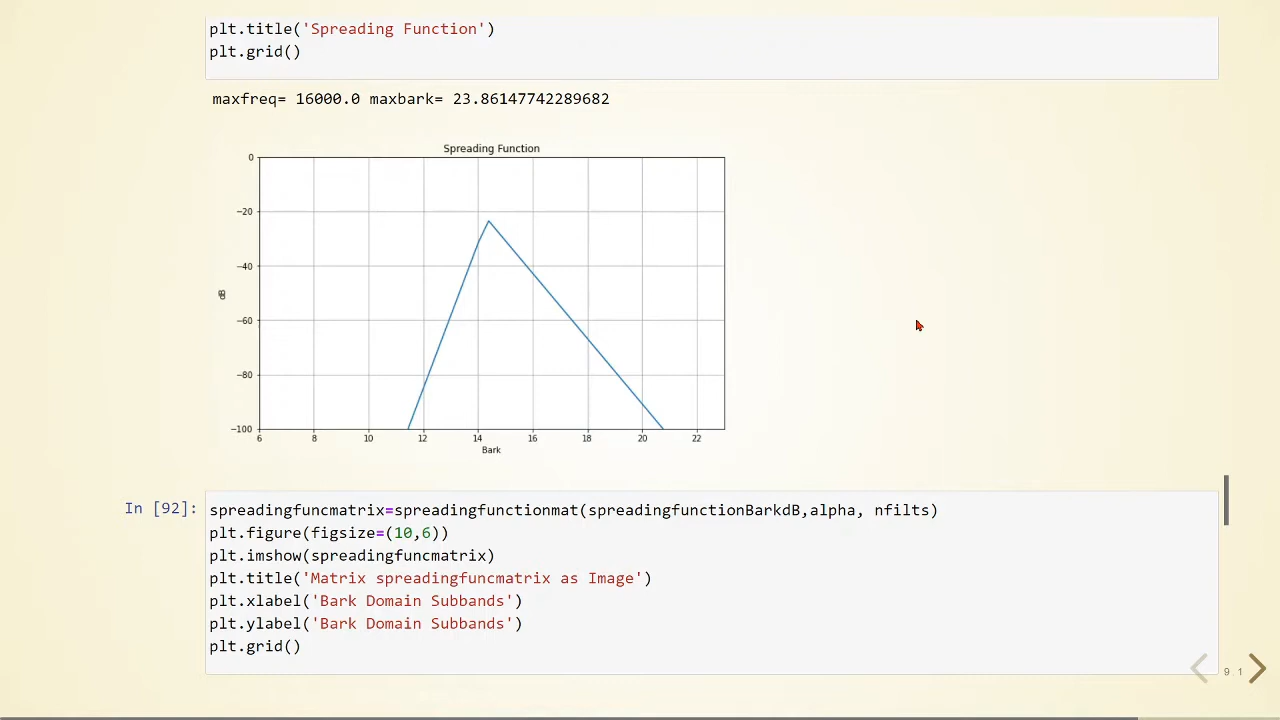 plt.title('Spreading Function')
plt.grid()
maxfreq= 16000.0 maxbark= 23.86147742289682
Spreading Function
0
−20
−40
−60
−80
−100
dB
6 8 10 12 14 16 18 20 22
Bark
In [92]:
spreadingfuncmatrix=spreadingfunctionmat(spreadingfunctionBarkdB,alpha, nfilts)
plt.figure(figsize=(10,6))
plt.imshow(spreadingfuncmatrix)
plt.title('Matrix spreadingfuncmatrix as Image')
plt.xlabel('Bark Domain Subbands')
plt.ylabel('Bark Domain Subbands')
plt.grid()
9.1